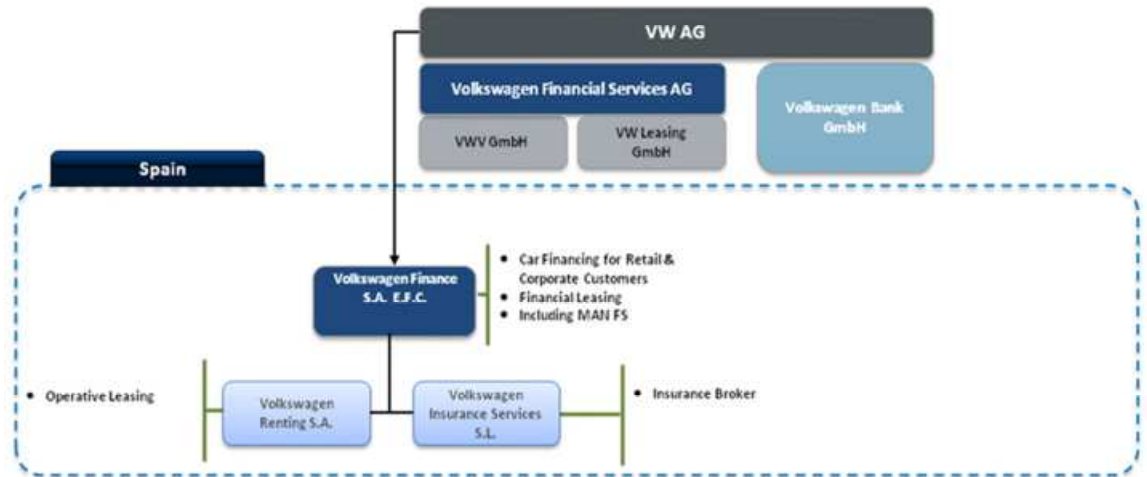 VW AG
Volkswagen Financial Services AG
Volkswagen Bank
GmbH
VWV GmbH
VW Leasing
GmbH
Spain
Volkswagen Finance
S.A. E.F.C.
• Car Financing for Retail &
Corporate Customers
• Financial Leasing
• Including MAN FS
• Operative Leasing
Volkswagen
Renting S.A.
Volkswagen
Insurance Services
S.L.
• Insurance Broker